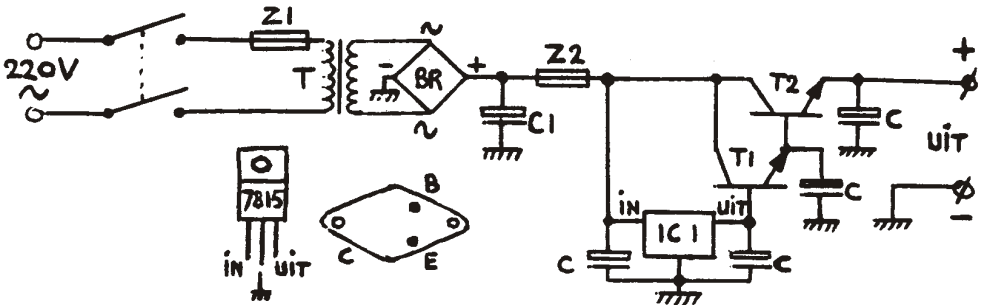 Z1
220V
~
T
~
~
BR
-
+
C1
Z2
T2
T1
C
C
+
UIT
-
IN
UIT
IC1
C
C
7815
IN
UIT
B
C
E